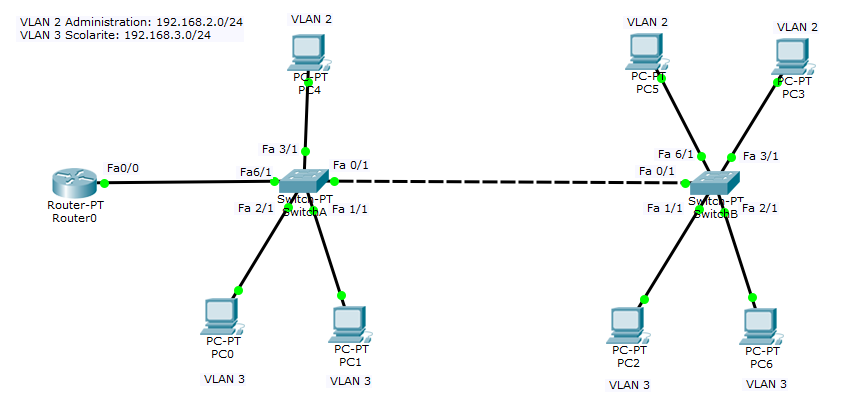 VLAN 2 Administration: 192.168.2.0/24
VLAN 3 Scolarite: 192.168.3.0/24
VLAN 2
PC-PT
PC4
VLAN 2
PC-PT
PC5
VLAN 2
PC-PT
PC3
Fa 3/1
Fa0/0
Fa6/1
Fa 0/1
Router-PT
Router0
Switch-PT
SwitchA
Fa 2/1
Fa 1/1
Fa 6/1
Fa 3/1
Fa 0/1
Switch-PT
SwitchB
Fa 1/1
Fa 2/1
PC-PT
PC0
VLAN 3
PC-PT
PC1
VLAN 3
PC-PT
PC2
VLAN 3
PC-PT
PC6
VLAN 3